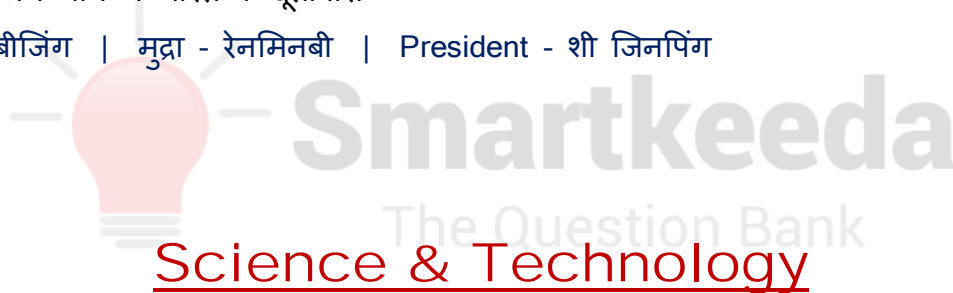 बीजिंग | मुद्रा - रेनमिनबी | President - शी जिनपिंग
Smartkeeda
The Question Bank
Science & Technology